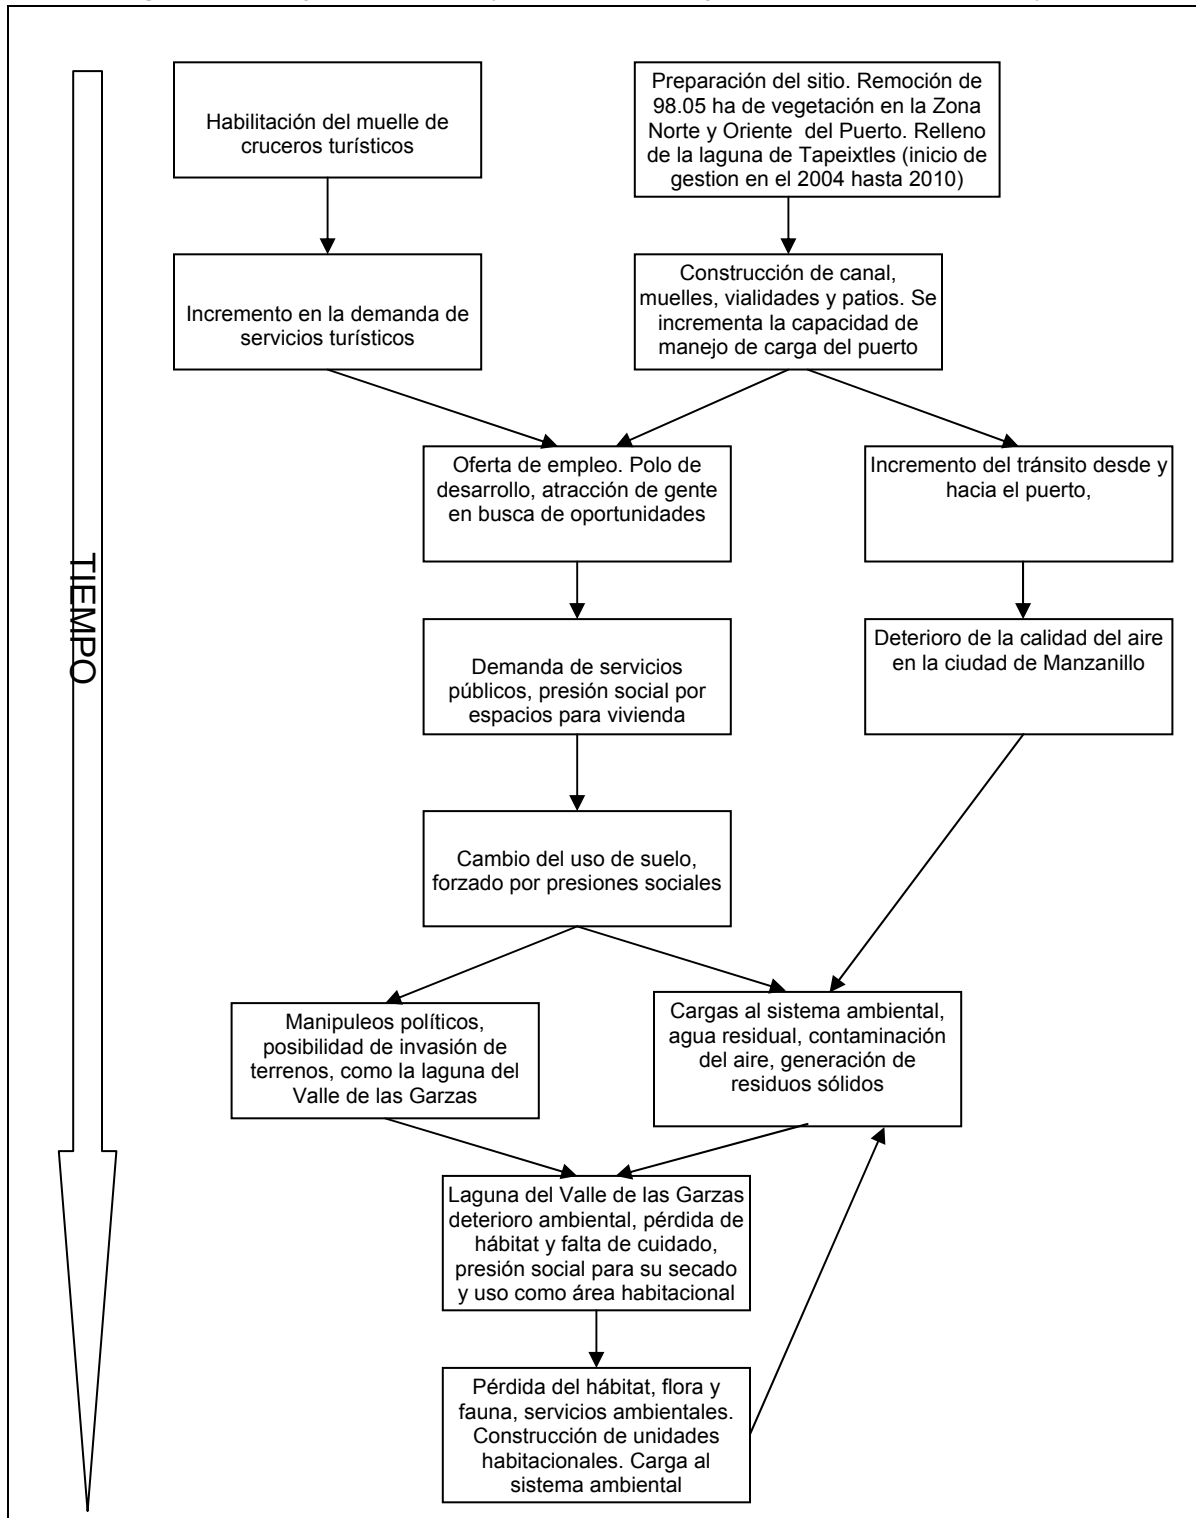 Habilitación del muelle de
cruceros turísticos
Preparación del sitio. Remoción de
98.05 ha de vegetación en la Zona
Norte y Oriente del Puerto. Relleno
de la laguna de Tapeixtles (inicio de
gestion en el 2004 hasta 2010)
Incremento en la demanda de
servicios turísticos
Construcción de canal,
muelles, vialidades y patios. Se
incrementa la capacidad de
manejo de carga del puerto
Oferta de empleo. Polo de
desarrollo, atracción de gente
en busca de oportunidades
Incremento del tránsito desde y
hacia el puerto,
TIEMPO
Demanda de servicios
públicos, presión social por
espacios para vivienda
Deterioro de la calidad del aire
en la ciudad de Manzanillo
Cambio del uso de suelo,
forzado por presiones sociales
Manipuleos políticos,
posibilidad de invasión de
terrenos, como la laguna del
Valle de las Garzas
Cargas al sistema ambiental,
agua residual, contaminación
del aire, generación de
residuos sólidos
Laguna del Valle de las Garzas
deterioro ambiental, pérdida de
hábitat y falta de cuidado,
presión social para su secado
y uso como área habitacional
Pérdida del hábitat, flora y
fauna, servicios ambientales.
Construcción de unidades
habitacionales. Carga al
sistema ambiental